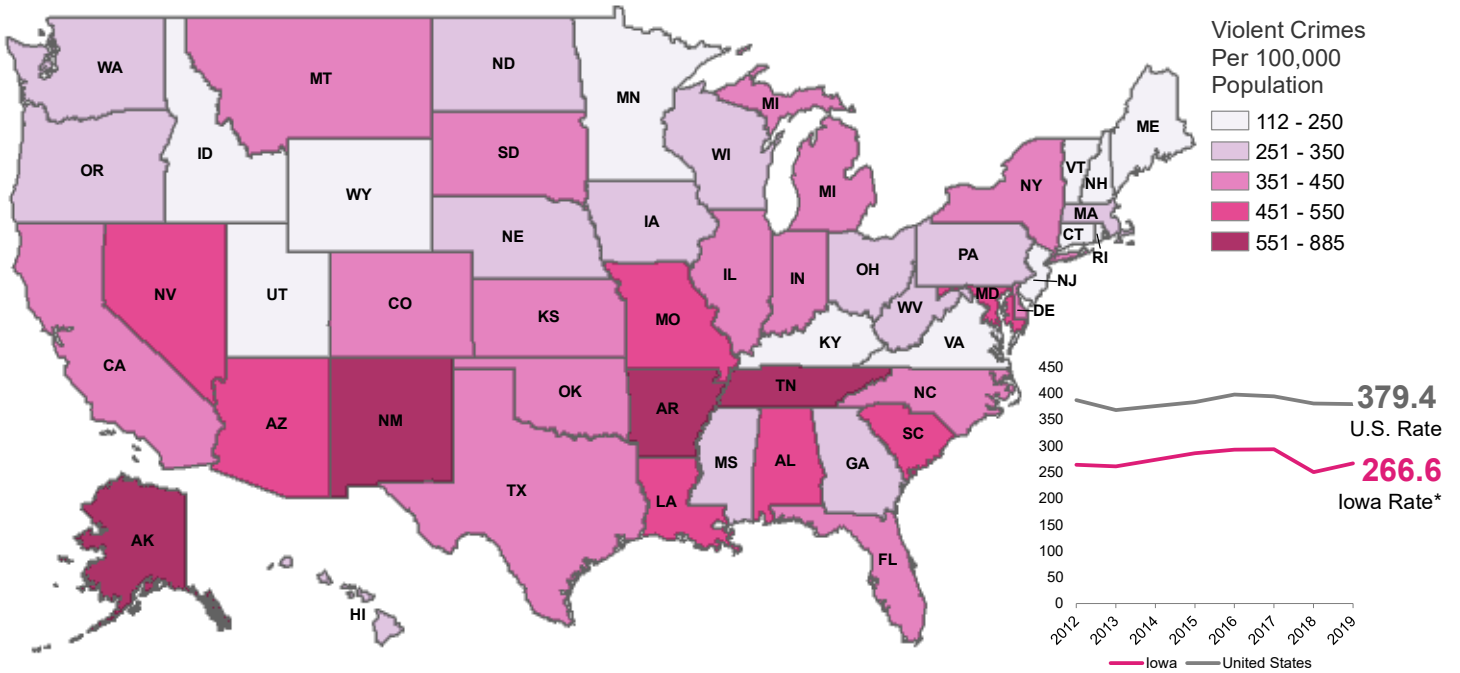 Violent Crimes
Per 100,000
Population
112 - 250
251 - 350
351 - 450
451 - 550
551 - 885
WA
MT
ND
MN
MI
ME
OR
ID
SD
WI
WY
VT
NH
NY
MI
MA
IA
NE
CT
RI
PA
OH
IL
IN
NV
UT
CO
NJ
MD
DE
WV
KS
MO
KY
VA
CA
TN
OK
NC
AR
AZ
NM
SC
MS
AL
GA
TX
LA
AK
FL
HI
450
400
350
300
250
200
150
100
50
0
379.4
U.S. Rate
266.6
Iowa Rate*
2012
2013
2014
2015
2016
2017
2018
2019
Iowa
United States